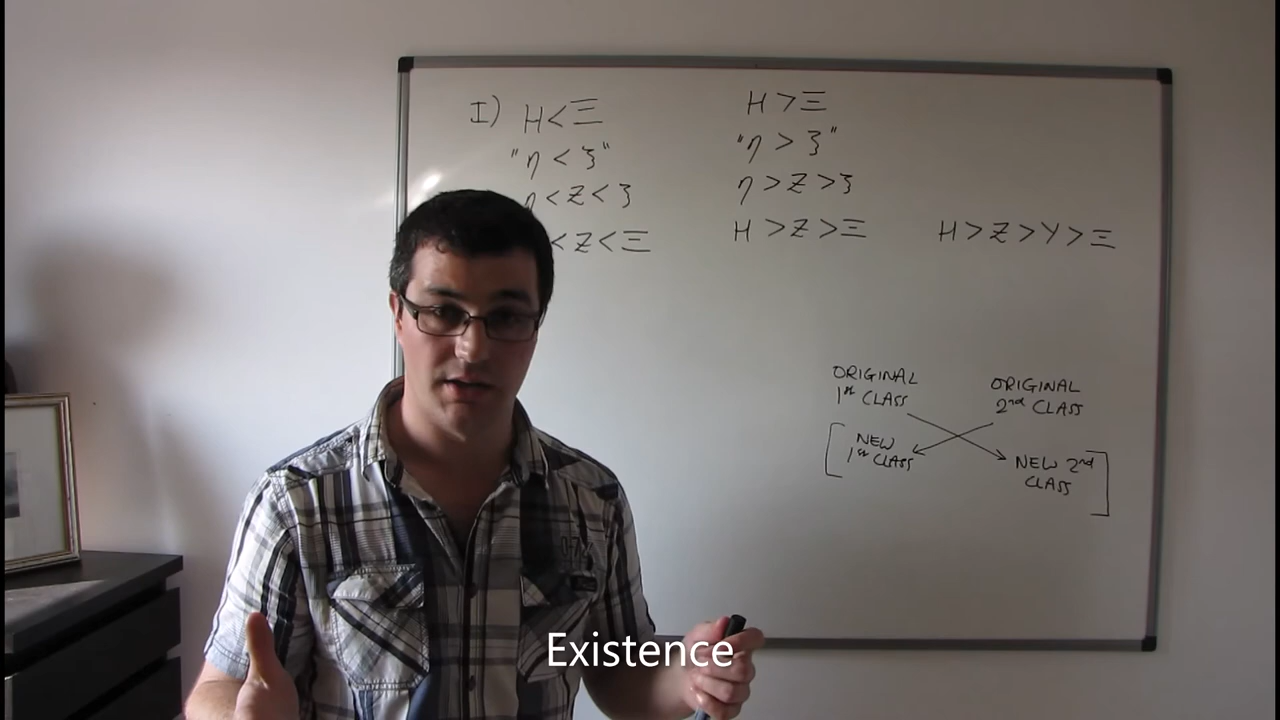 I) H < Ξ
"η < ξ"
η < Z < ξ
< Z < Ξ
H > Ξ
"η > ξ"
η > Z > ξ
H > Z > Ξ
H > Z > Y > Ξ
ORIGINAL
1st CLASS
ORIGINAL
2nd CLASS
NEW
1st CLASS
NEW 2nd
CLASS
Existence